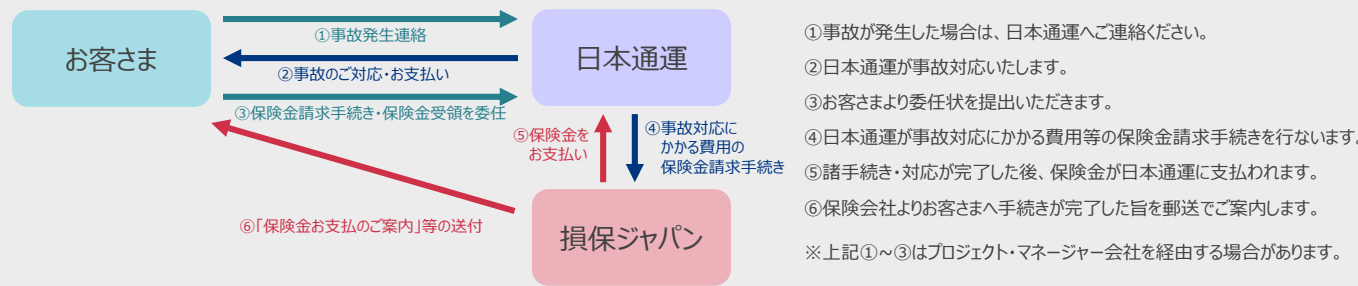 お客さま
①事故発生連絡
②事故のご対応・お支払い
③保険金請求手続き・保険金受領を委任
日本通運
⑤保険金を
お支払い
④事故対応に
かかる費用の
保険金請求手続き
⑥「保険金お支払のご案内」等の送付
損保ジャパン
①事故が発生した場合は、日本通運へご連絡ください。
②日本通運が事故対応いたします。
③お客さまより委任状を提出いただきます。
④日本通運が事故対応にかかる費用等の保険金請求手続きを行ないます。
⑤諸手続き・対応が完了した後、保険金が日本通運に支払われます。
⑥保険会社よりお客さまへ手続きが完了した旨を郵送でご案内します。
※上記①~③はプロジェクト・マネージャー会社を経由する場合があります。